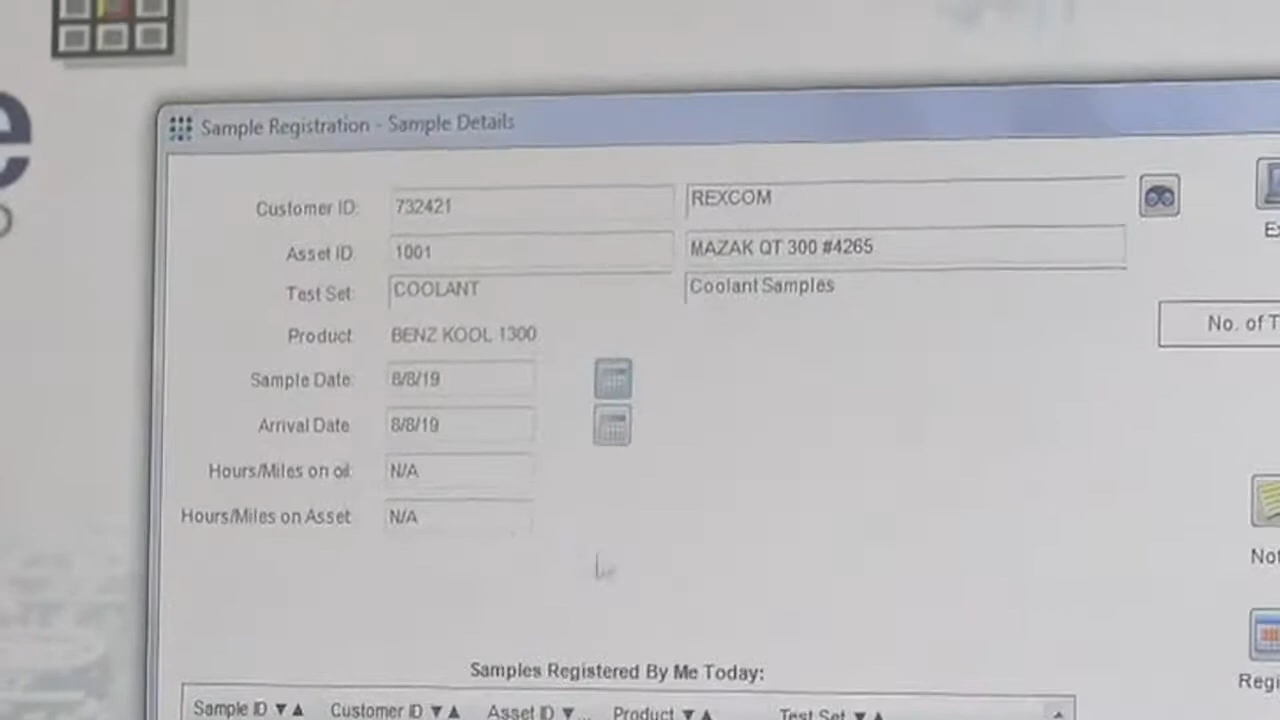 Sample Registration - Sample Details
Customer ID: 732421 REXCOM
Asset ID: 1001 MAZAK QT 300 #4265
Test Set: COOLANT Coolant Samples
Product: BENZ KOOL 1300
No. of T
Sample Date: 8/8/19
Arrival Date: 8/8/19
Hours/Miles on oil: N/A
Hours/Miles on Asset: N/A
Samples Registered By Me Today:
Sample ID ▼▲ Customer ID ▼▲ Asset ID ▼... Product ▼▲ Test Set ▼▲